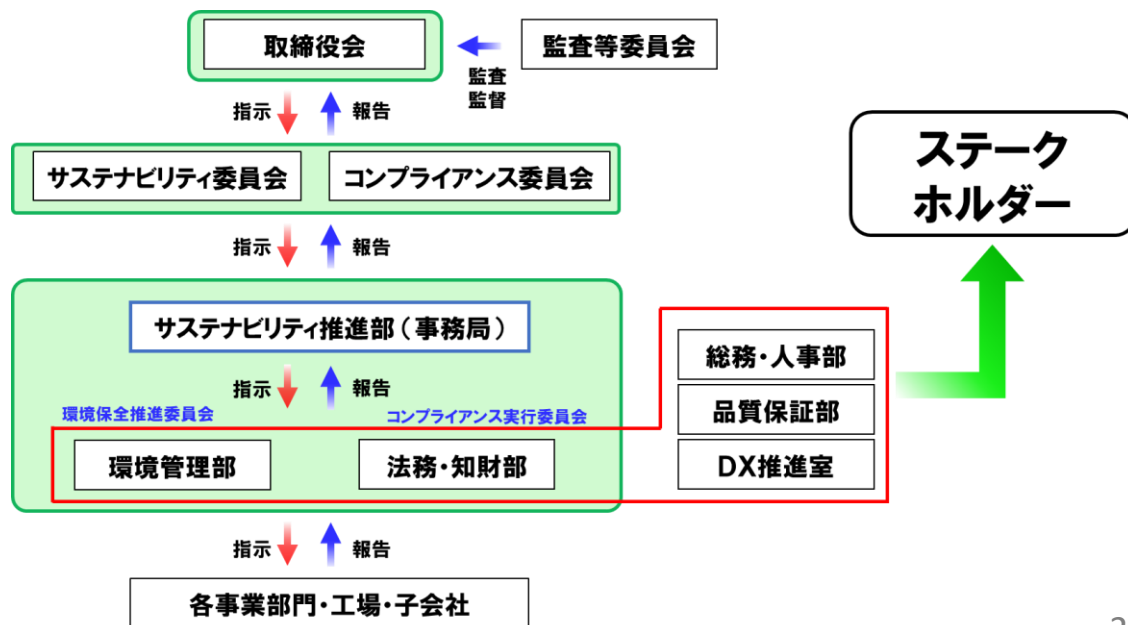 取締役会
監査等委員会
監査
監督
指示
報告
ステーク
ホルダー
サステナビリティ委員会
コンプライアンス委員会
指示
報告
サステナビリティ推進部（事務局）
総務・人事部
指示
報告
環境保全推進委員会
コンプライアンス実行委員会
品質保証部
環境管理部
法務・知財部
DX推進室
指示
報告
各事業部門・工場・子会社